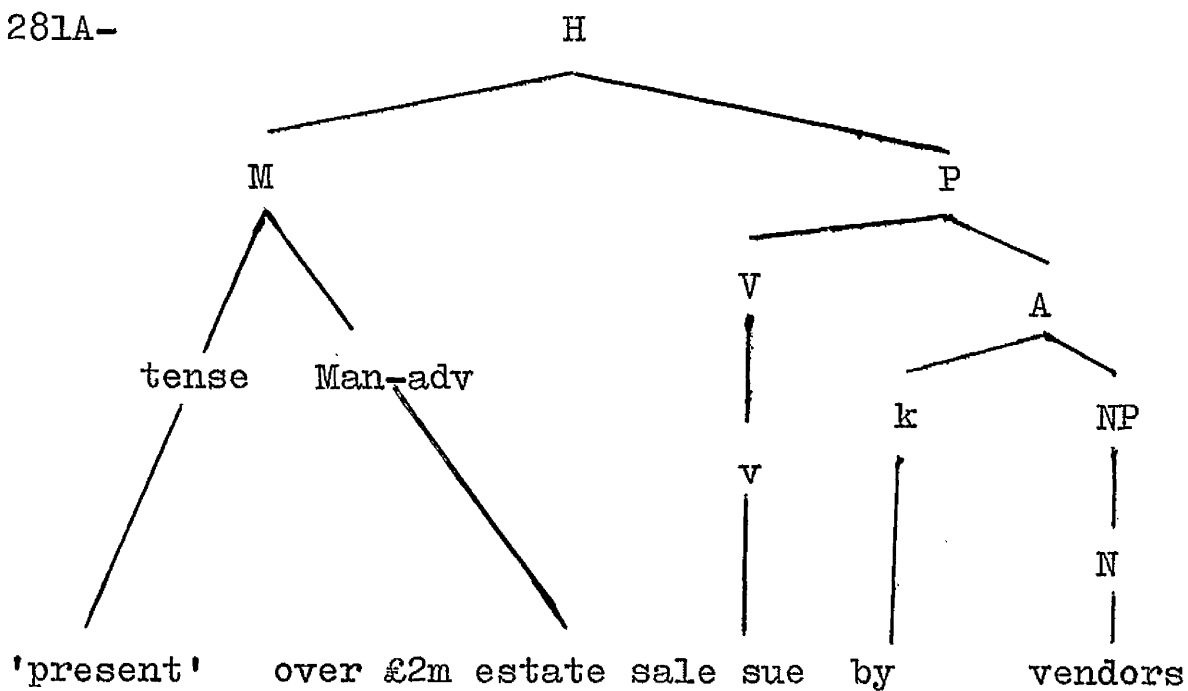 281A- H
M P
V A
tense Man-adv k NP
v N
'present' over £2m estate sale sue by vendors